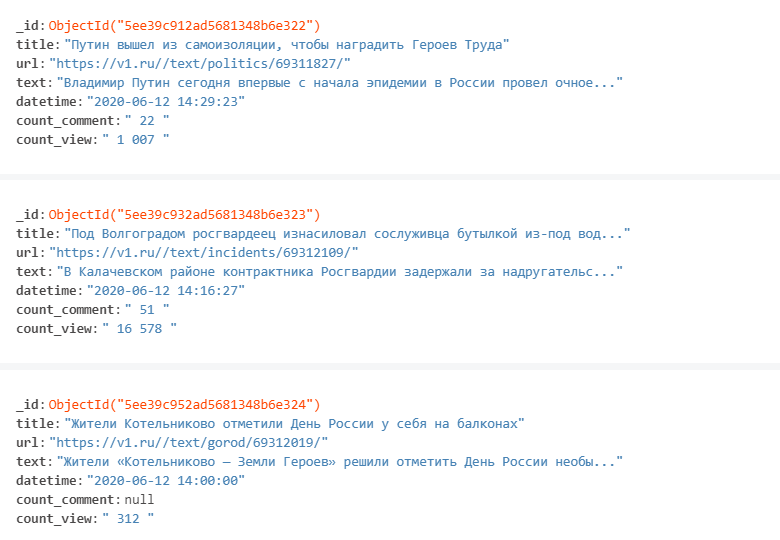 _id: ObjectId("5ee39c912ad5681348b6e322")
title: "Путин вышел из самоизоляции, чтобы наградить Героев Труда"
url: "https://v1.ru//text/politics/69311827/"
text: "Владимир Путин сегодня впервые с начала эпидемии в России провел очное..."
datetime: "2020-06-12 14:29:23"
count_comment: " 22 "
count_view: " 1 007 "
_id: ObjectId("5ee39c932ad5681348b6e323")
title: "Под Волгоградом росгвардеец изнасиловал сослуживца бутылкой из-под вод..."
url: "https://v1.ru//text/incidents/69312109/"
text: "В Калачевском районе контрактника Росгвардии задержали за надругательс..."
datetime: "2020-06-12 14:16:27"
count_comment: " 51 "
count_view: " 16 578 "
_id: ObjectId("5ee39c952ad5681348b6e324")
title: "Жители Котельниково отметили День России у себя на балконах"
url: "https://v1.ru//text/gorod/69312019/"
text: "Жители «Котельниково — Земли Героев» решили отметить День России необы..."
datetime: "2020-06-12 14:00:00"
count_comment: null
count_view: " 312 "